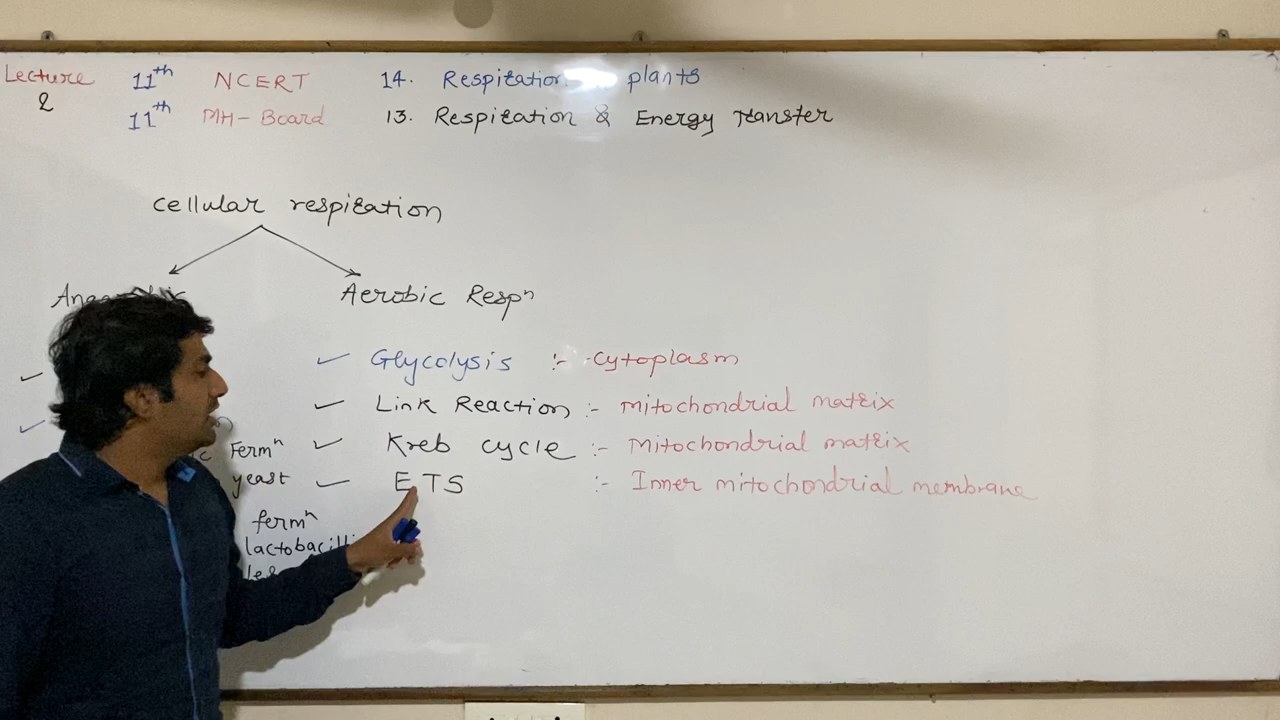 Lecture 11th NCERT 14. Respiration plants
2 11th MH-Board 13. Respiration & Energy Transfer
cellular respiration
Aerobic Respn
Glycolysis :- cytoplasm
Link Reaction :- mitochondrial matrix
Kreb cycle :- Mitochondrial matrix
Fermn
yeast
ETS :- Inner mitochondrial membrane
fermn